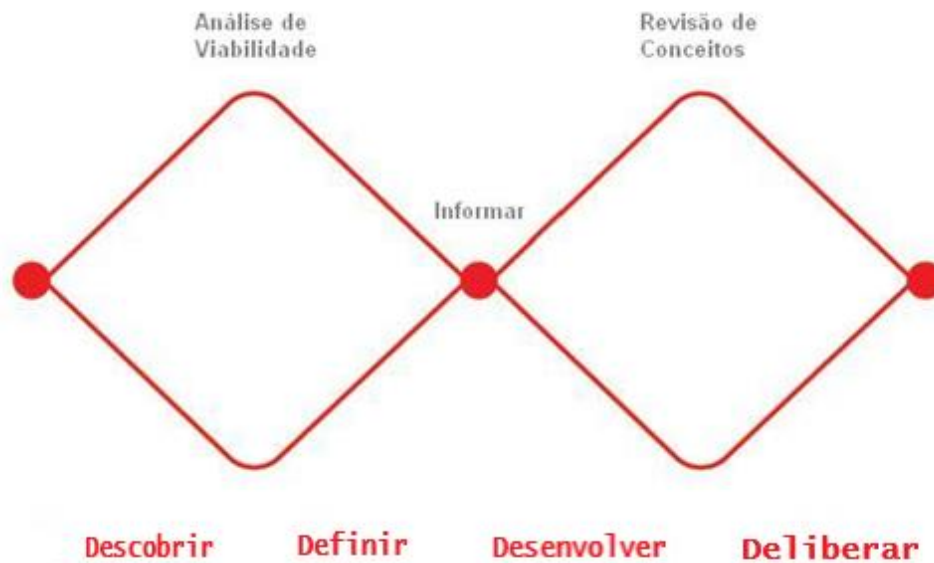 Análise de
Viabilidade
Revisão de
Conceitos
Informar
Descobrir
Definir
Desenvolver
Deliberar